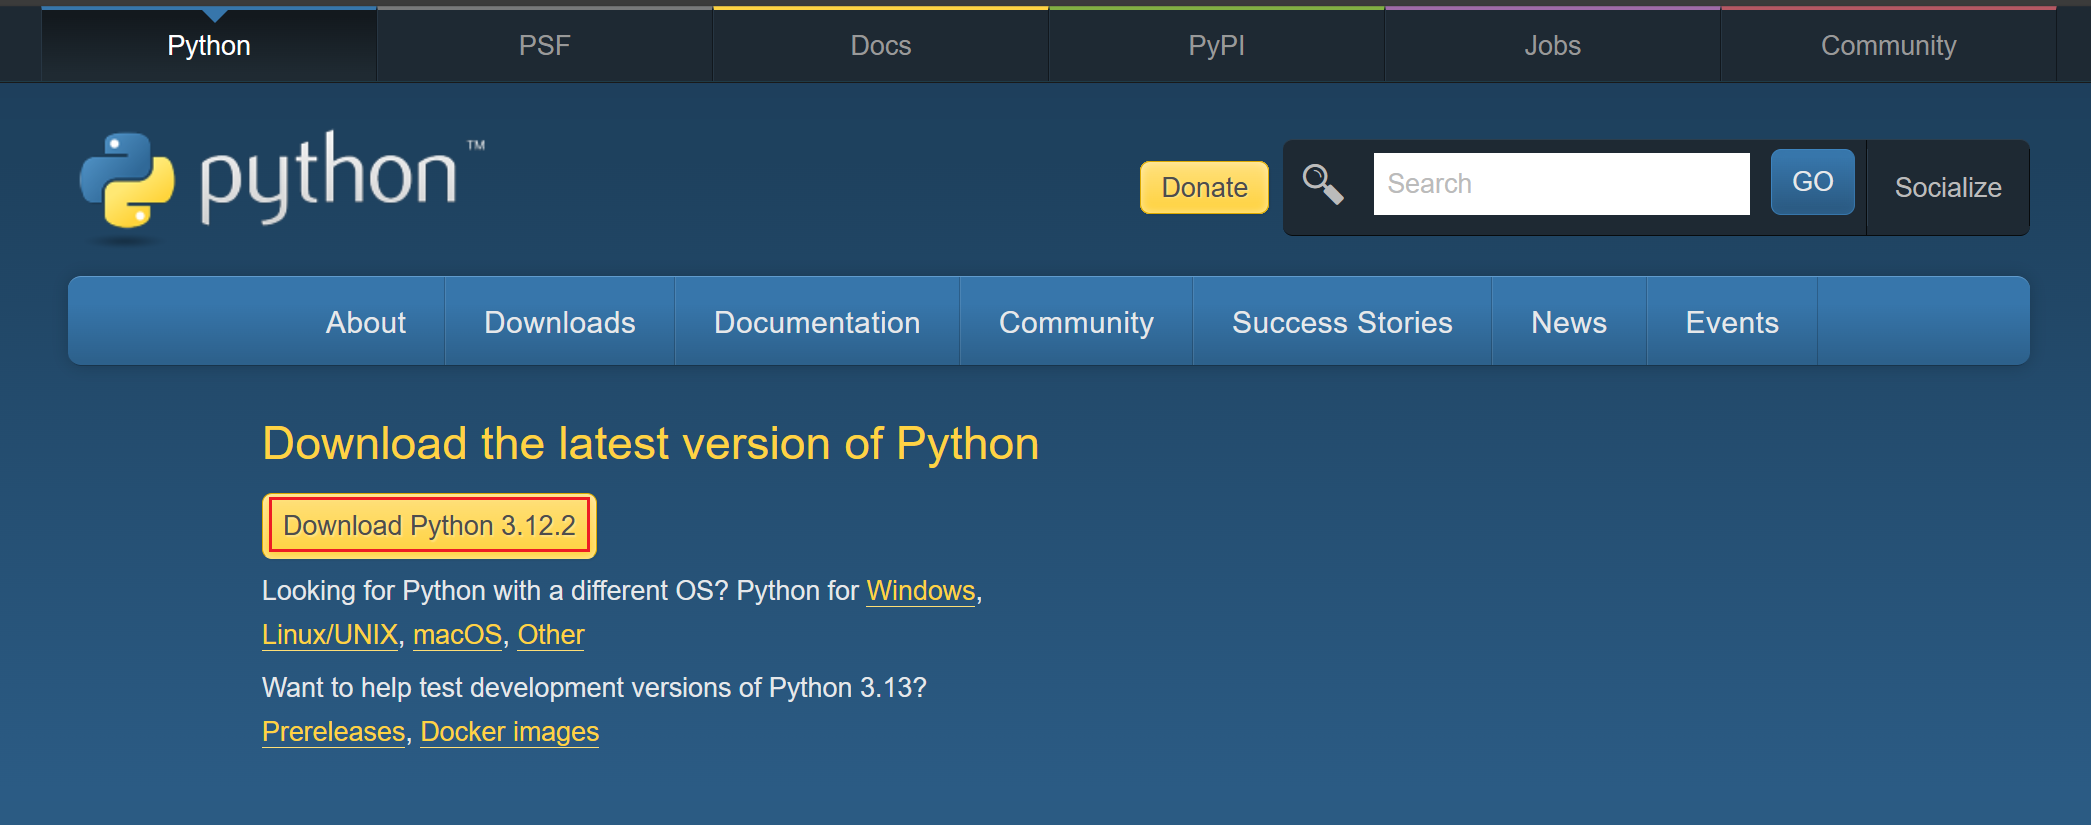 Python PSF Docs PyPI Jobs Community
python™
Donate Search GO Socialize
About Downloads Documentation Community Success Stories News Events
Download the latest version of Python
Download Python 3.12.2
Looking for Python with a different OS? Python for Windows,
Linux/UNIX, macOS, Other
Want to help test development versions of Python 3.13?
Prereleases, Docker images